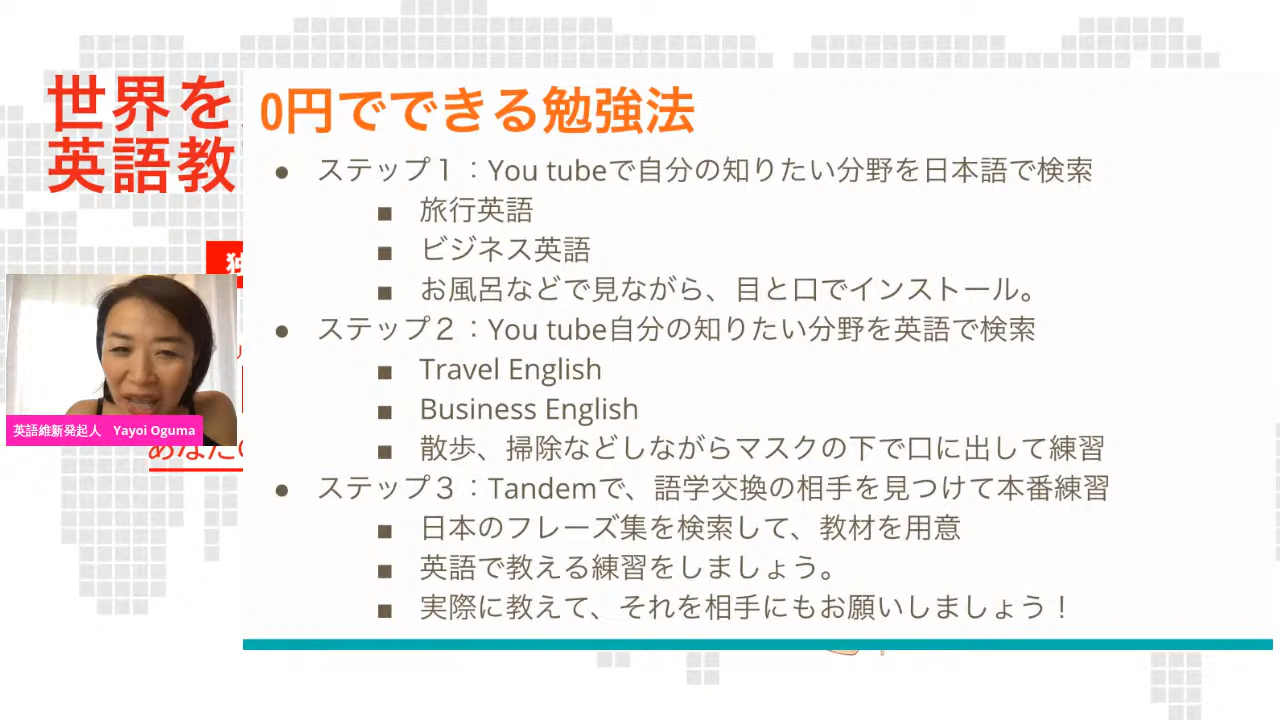 世界を
英語教
0円でできる勉強法
● ステップ１：You tubeで自分の知りたい分野を日本語で検索
■ 旅行英語
■ ビジネス英語
■ お風呂などで見ながら、目と口でインストール。
● ステップ２：You tube自分の知りたい分野を英語で検索
■ Travel English
■ Business English
■ 散歩、掃除などしながらマスクの下で口に出して練習
● ステップ３：Tandemで、語学交換の相手を見つけて本番練習
■ 日本のフレーズ集を検索して、教材を用意
■ 英語で教える練習をしましょう。
■ 実際に教えて、それを相手にもお願いしましょう！
英語維新発起人 Yayoi Oguma
あなた